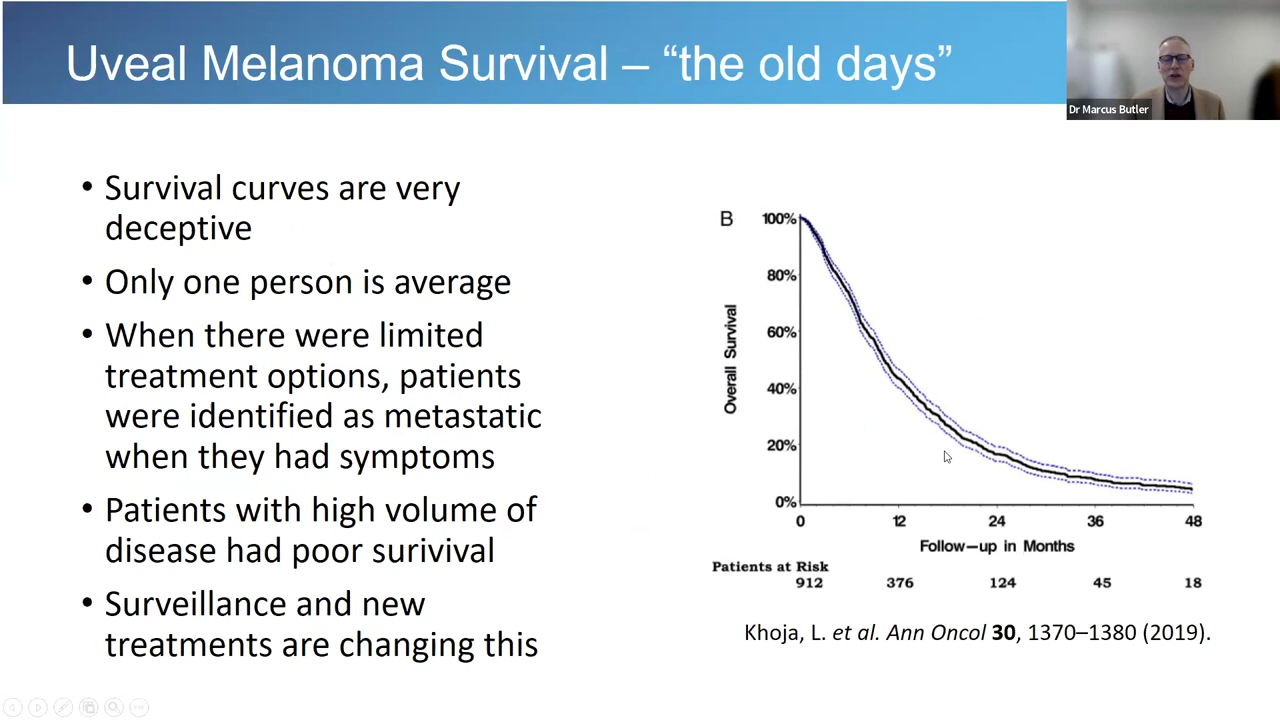 Uveal Melanoma Survival – “the old days”
Dr Marcus Butler
• Survival curves are very
deceptive
• Only one person is average
• When there were limited
treatment options, patients
were identified as metastatic
when they had symptoms
• Patients with high volume of
disease had poor surivival
• Surveillance and new
treatments are changing this
B
100%
80%
60%
40%
20%
0%
Overall Survival
0 12 24 36 48
Follow-up in Months
Patients at Risk
912 376 124 45 18
Khoja, L. et al. Ann Oncol 30, 1370–1380 (2019).